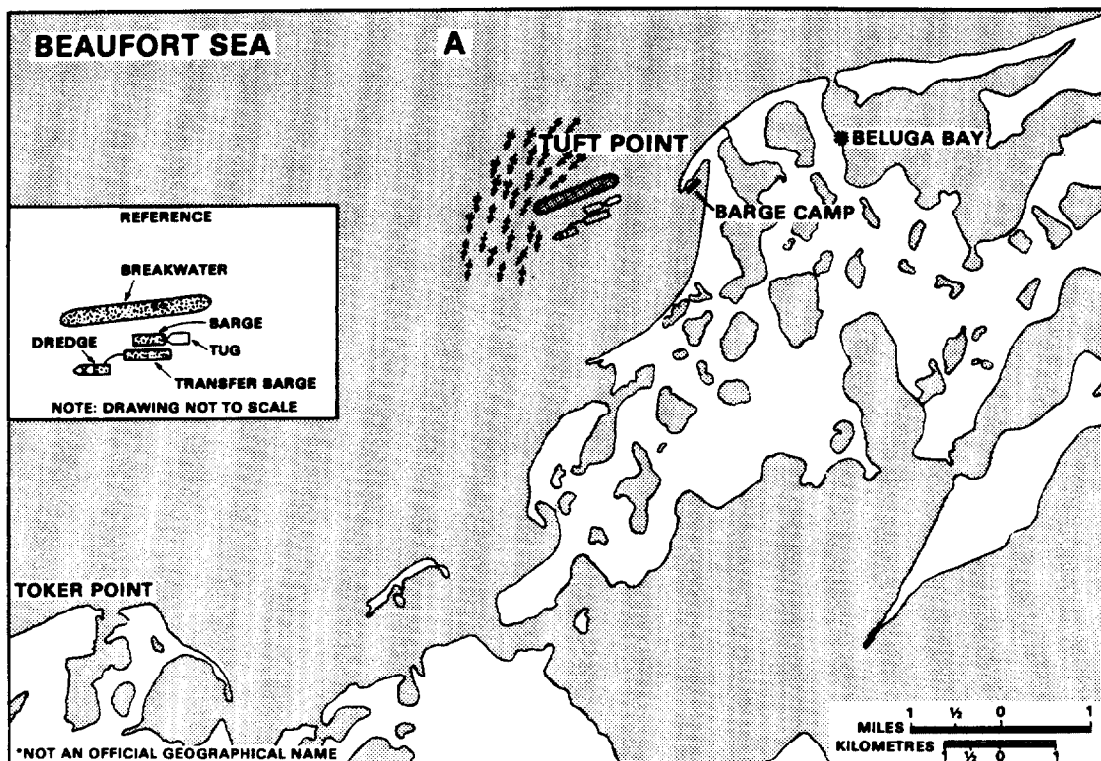 BEAUFORT SEA
A
TUFT POINT
*BELUGA BAY
BARGE CAMP
REFERENCE
BREAKWATER
BARGE
DREDGE
TUG
TRANSFER BARGE
NOTE: DRAWING NOT TO SCALE
TOKER POINT
*NOT AN OFFICIAL GEOGRAPHICAL NAME
1 ½ 0 1
MILES
KILOMETRES
1 ½ 0 1